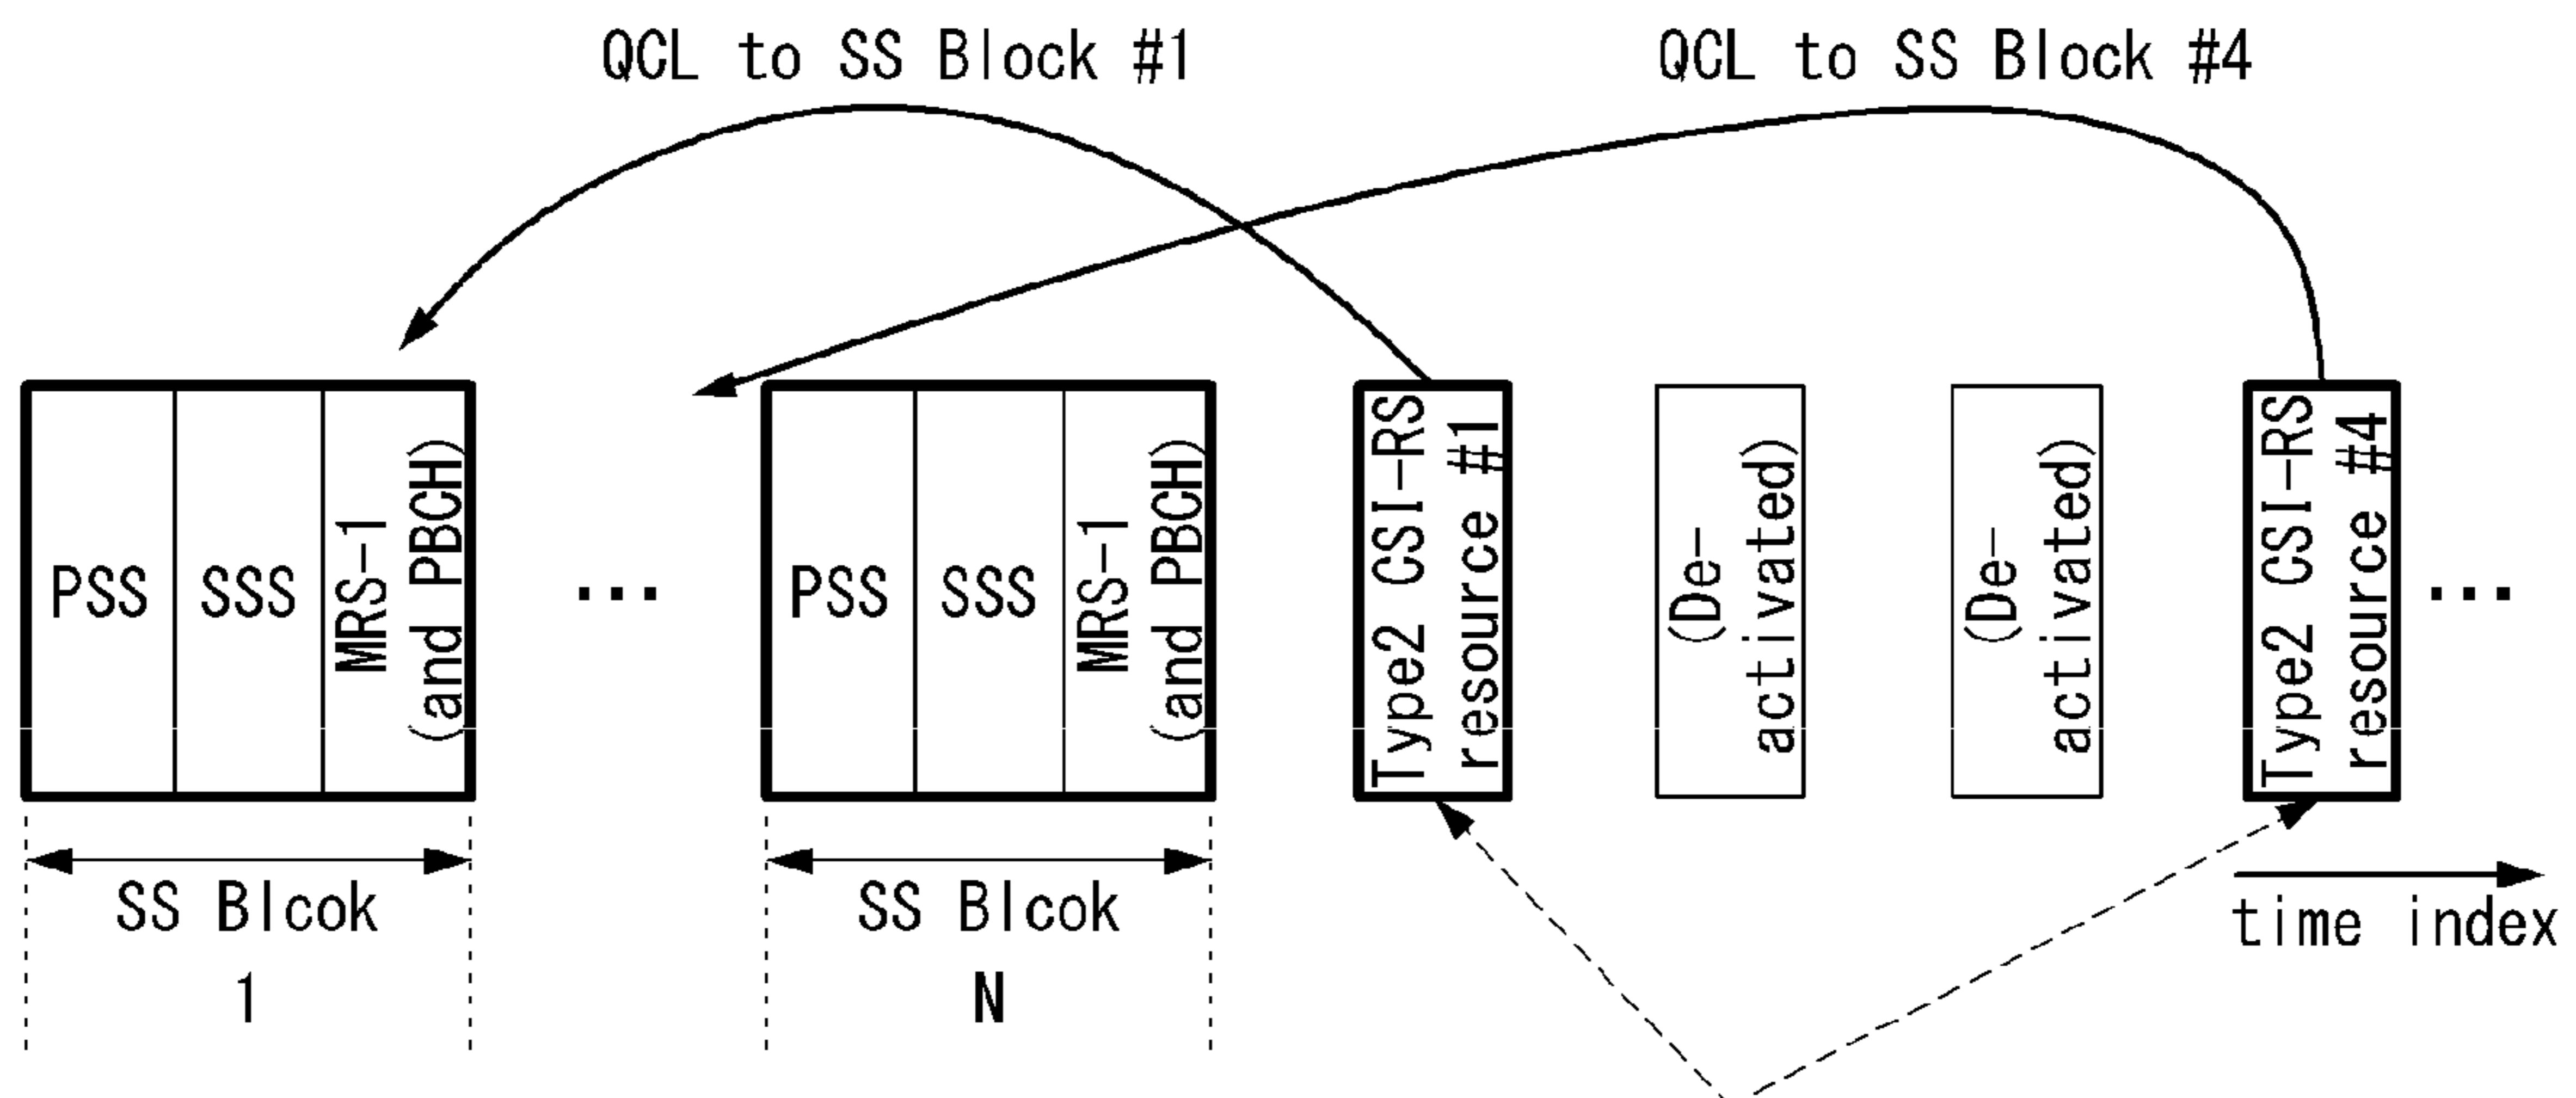 QCL to SS Block #1
QCL to SS Block #4
PSS
SSS
MRS-1
(and PBCH)
...
PSS
SSS
MRS-1
(and PBCH)
Type2 CSI-RS
resource #1
(De-
activated)
(De-
activated)
Type2 CSI-RS
resource #4
...
SS Blcok
1
SS Blcok
N
time index